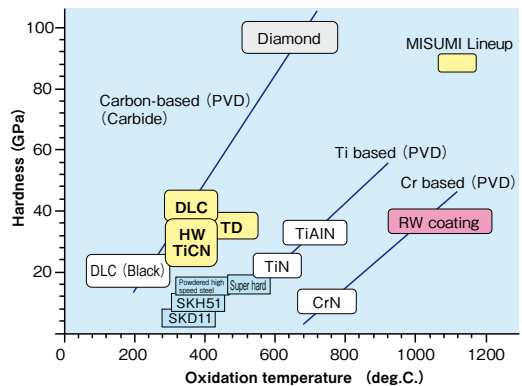 Hardness (GPa)
100
80
60
40
20
0
200
400
600
800
1000
1200
Oxidation temperature (deg.C.)
Diamond
MISUMI Lineup
Carbon-based (PVD)
(Carbide)
Ti based (PVD)
Cr based (PVD)
DLC
HW
TiCN
TD
TiAlN
RW coating
DLC (Black)
TiN
Powdered high
speed steel
Super hard
SKH51
SKD11
CrN